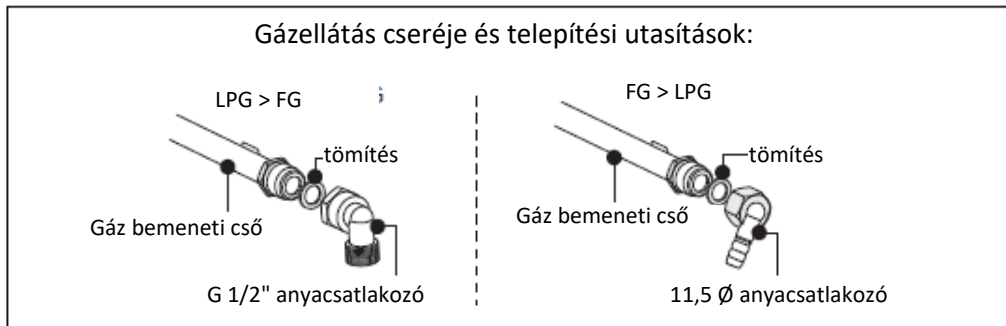 Gázellátás cseréje és telepítési utasítások:
LPG > FG
tömítés
Gáz bemeneti cső
G 1/2" anyacsatlakozó
FG > LPG
tömítés
Gáz bemeneti cső
11,5 Ø anyacsatlakozó